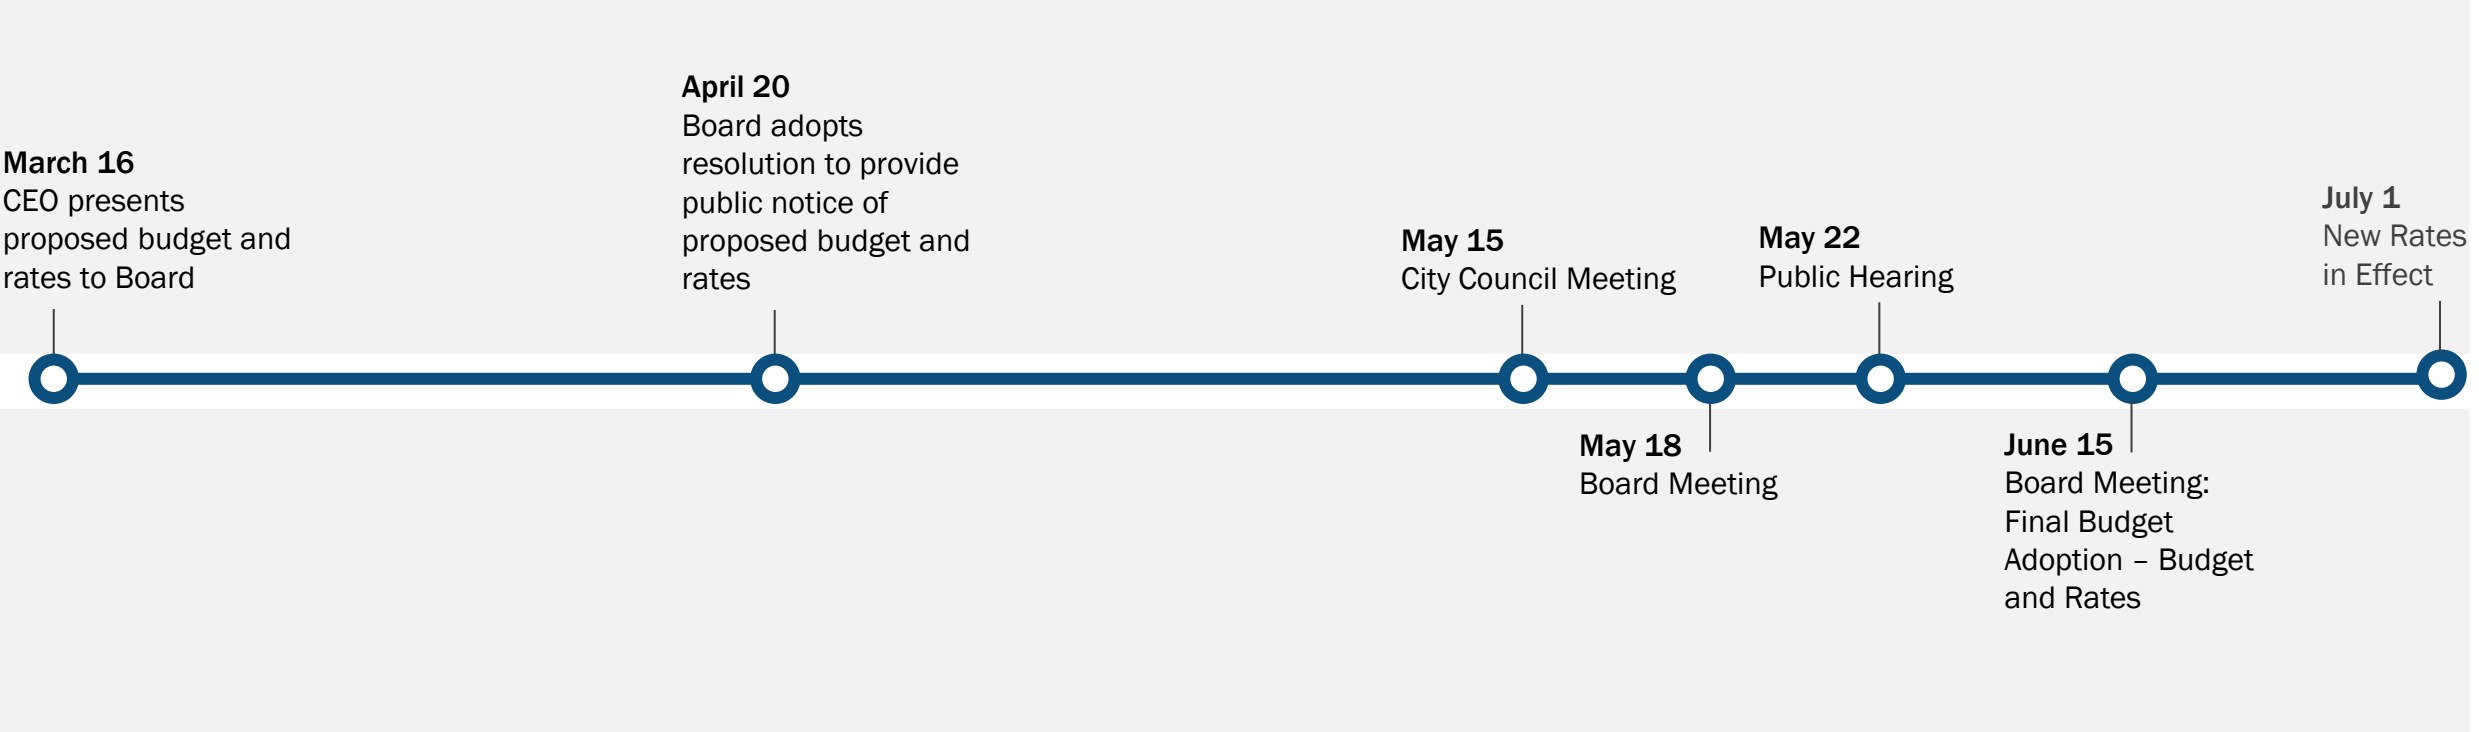 March 16
CEO presents
proposed budget and
rates to Board
April 20
Board adopts
resolution to provide
public notice of
proposed budget and
rates
May 15
City Council Meeting
May 18
Board Meeting
May 22
Public Hearing
June 15
Board Meeting:
Final Budget
Adoption – Budget
and Rates
July 1
New Rates
in Effect